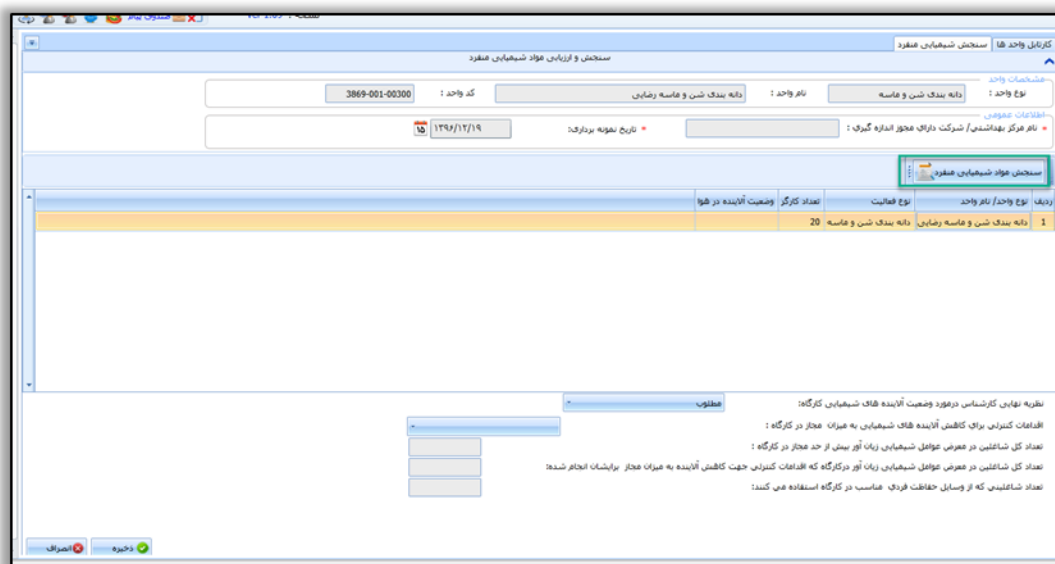 صندوق پیام
کارتابل واحد ها سنجش شیمیایی منفرد
سنجش و ارزیابی مواد شیمیایی منفرد
مشخصات واحد
نوع واحد : دانه بندی شن و ماسه نام واحد : دانه بندی شن و ماسه رضایی کد واحد : 3869-001-00300
اطلاعات عمومی
* نام مرکز بهداشتی/ شرکت دارای مجوز اندازه گیری : * تاریخ نمونه برداری: ۱۳۹۶/۱۲/۱۹ ۱۵
سنجش مواد شیمیایی منفرد
ردیف نوع واحد/ نام واحد نوع فعالیت تعداد کارگر وضعیت آلاینده در هوا
1 دانه بندی شن و ماسه رضایی دانه بندی شن و ماسه 20
نظریه نهایی کارشناس درمورد وضعیت آلاینده های شیمیایی کارگاه: مطلوب
اقدامات کنترلی برای کاهش آلاینده های شیمیایی به میزان مجاز در کارگاه :
تعداد کل شاغلین در معرض عوامل شیمیایی زیان آور بیش از حد مجاز در کارگاه :
تعداد کل شاغلین در معرض عوامل شیمیایی زیان آور درکارگاه که اقدامات کنترلی جهت کاهش آلاینده به میزان مجاز برایشان انجام شده:
تعداد شاغلینی که از وسایل حفاظت فردی مناسب در کارگاه استفاده می کنند:
ذخیره انصراف